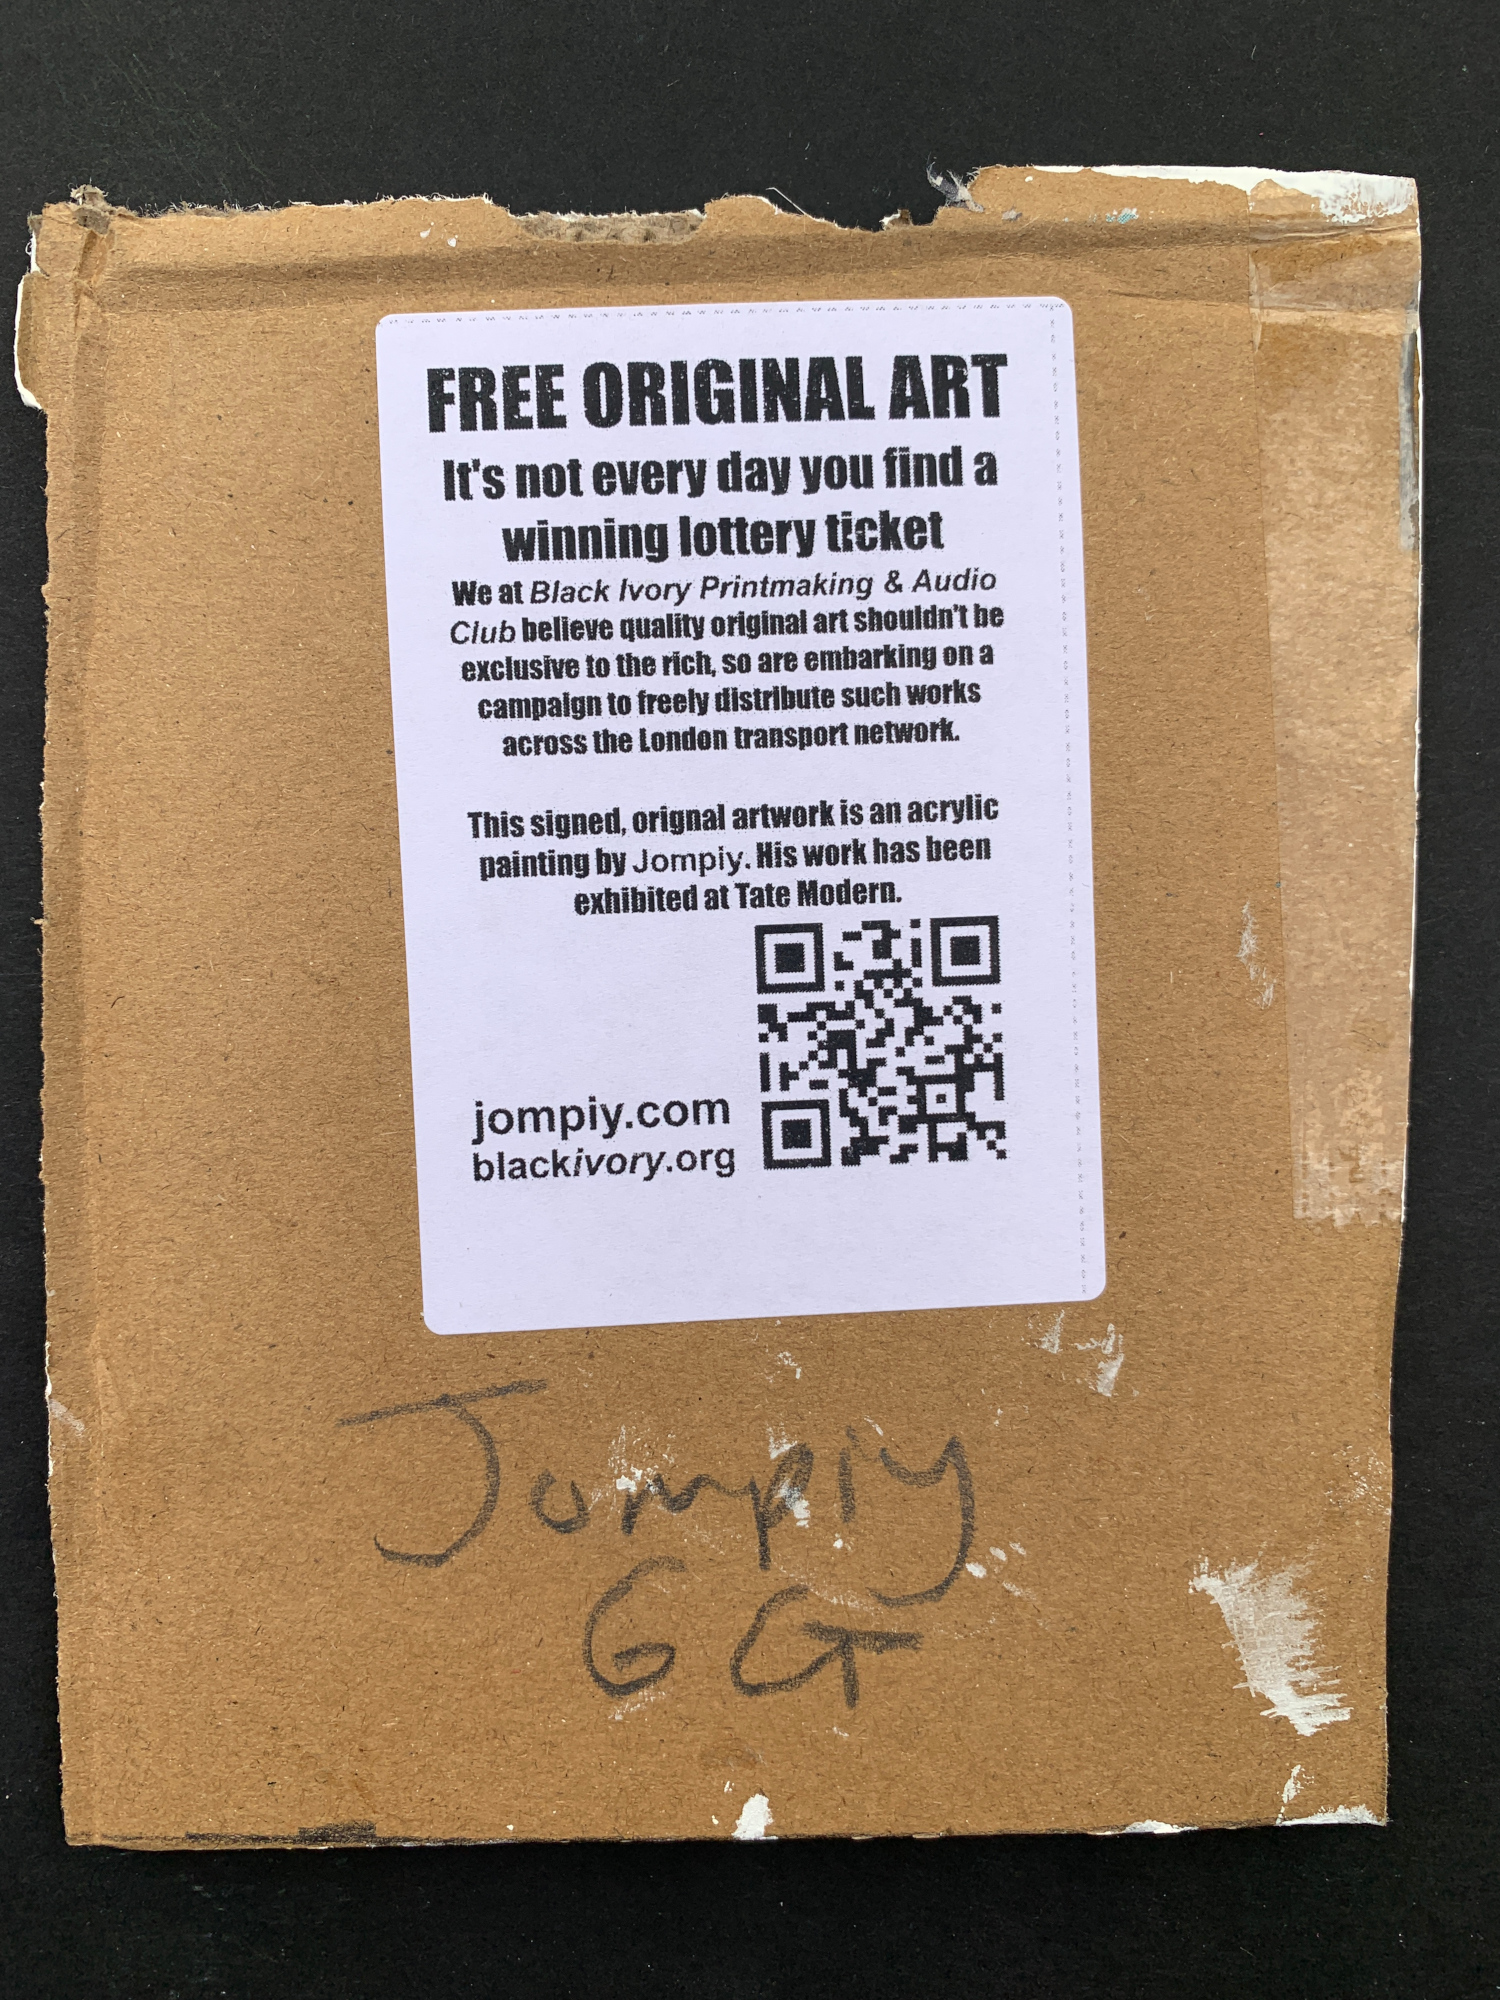 FREE ORIGINAL ART
It's not every day you find a
winning lottery ticket
We at Black Ivory Printmaking & Audio
Club believe quality original art shouldn't be
exclusive to the rich, so are embarking on a
campaign to freely distribute such works
across the London transport network.
This signed, orignal artwork is an acrylic
painting by Jompiy. His work has been
exhibited at Tate Modern.
jompiy.com
blackivory.org
Jompiy